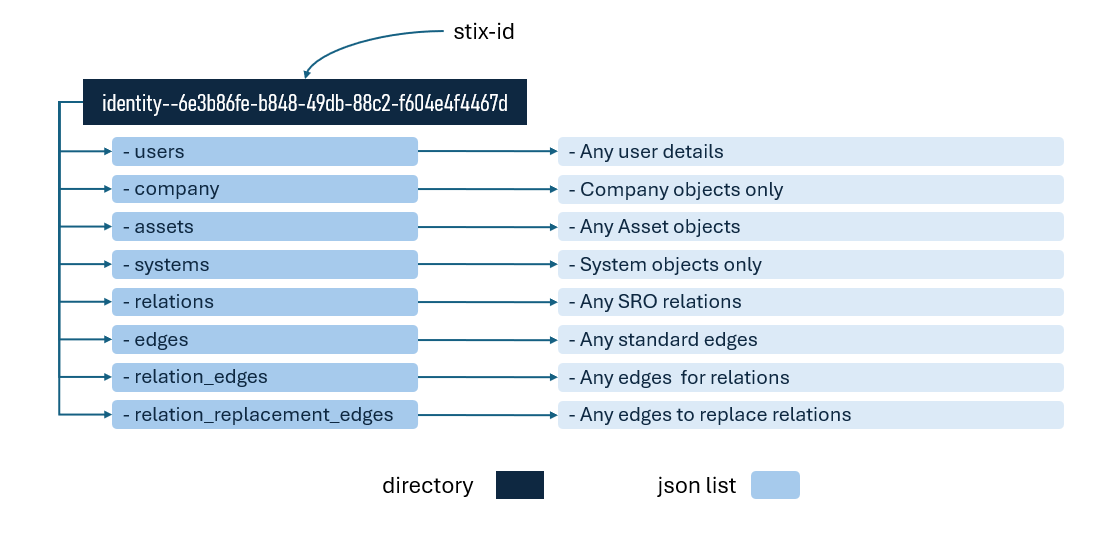 stix-id
identity--6e3b86fe-b848-49db-88c2-f604e4f4467d
- users - Any user details
- company - Company objects only
- assets - Any Asset objects
- systems - System objects only
- relations - Any SRO relations
- edges - Any standard edges
- relation_edges - Any edges  for relations
- relation_replacement_edges - Any edges to replace relations
directory json list